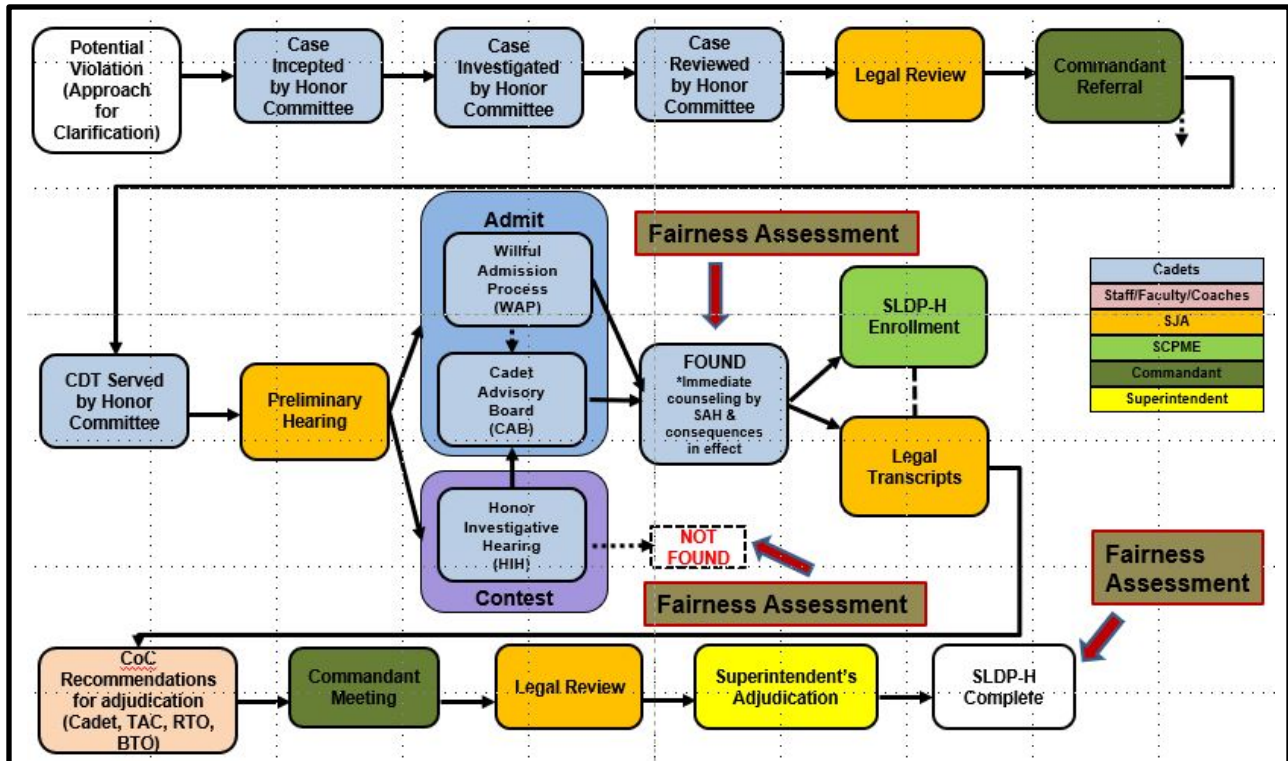 Potential
Violation
(Approach
for
Clarification)
Case
Incepted
by Honor
Committee
Case
Investigated
by Honor
Committee
Case
Reviewed
by Honor
Committee
Legal Review
Commandant
Referral
Admit
Willful
Admission
Process
(WAP)
Cadet
Advisory
Board
(CAB)
Fairness Assessment
SLDP-H
Enrollment
Cadets
Staff/Faculty/Coaches
SJA
SCPME
Commandant
Superintendent
CDT Served
by Honor
Committee
Preliminary
Hearing
FOUND
*Immediate
counseling by
SAH &
consequences
in effect
Legal
Transcripts
Honor
Investigative
Hearing
(HIH)
Contest
NOT
FOUND
Fairness Assessment
Fairness
Assessment
CoC
Recommendations
for adjudication
(Cadet, TAC, RTO,
BTO)
Commandant
Meeting
Legal Review
Superintendent's
Adjudication
SLDP-H
Complete